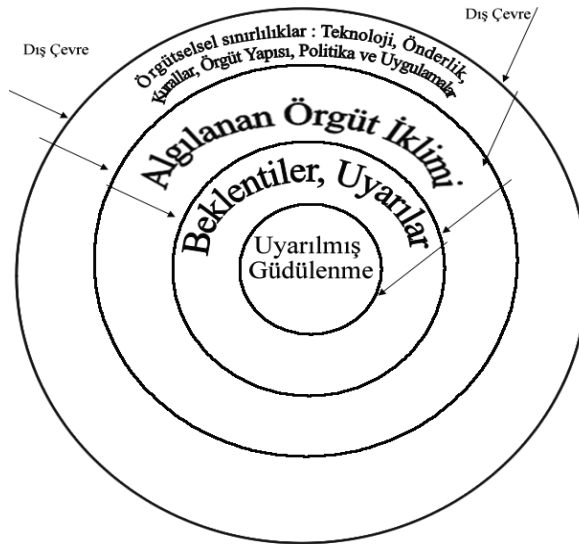 Dış Çevre
Dış Çevre
Örgütselsel sınırlılıklar : Teknoloji, Önderlik,
Kurallar, Örgüt Yapısı, Politika ve Uygulamalar
Algılanan Örgüt İklimi
Beklentiler, Uyarılar
Uyarılmış
Güdülenme